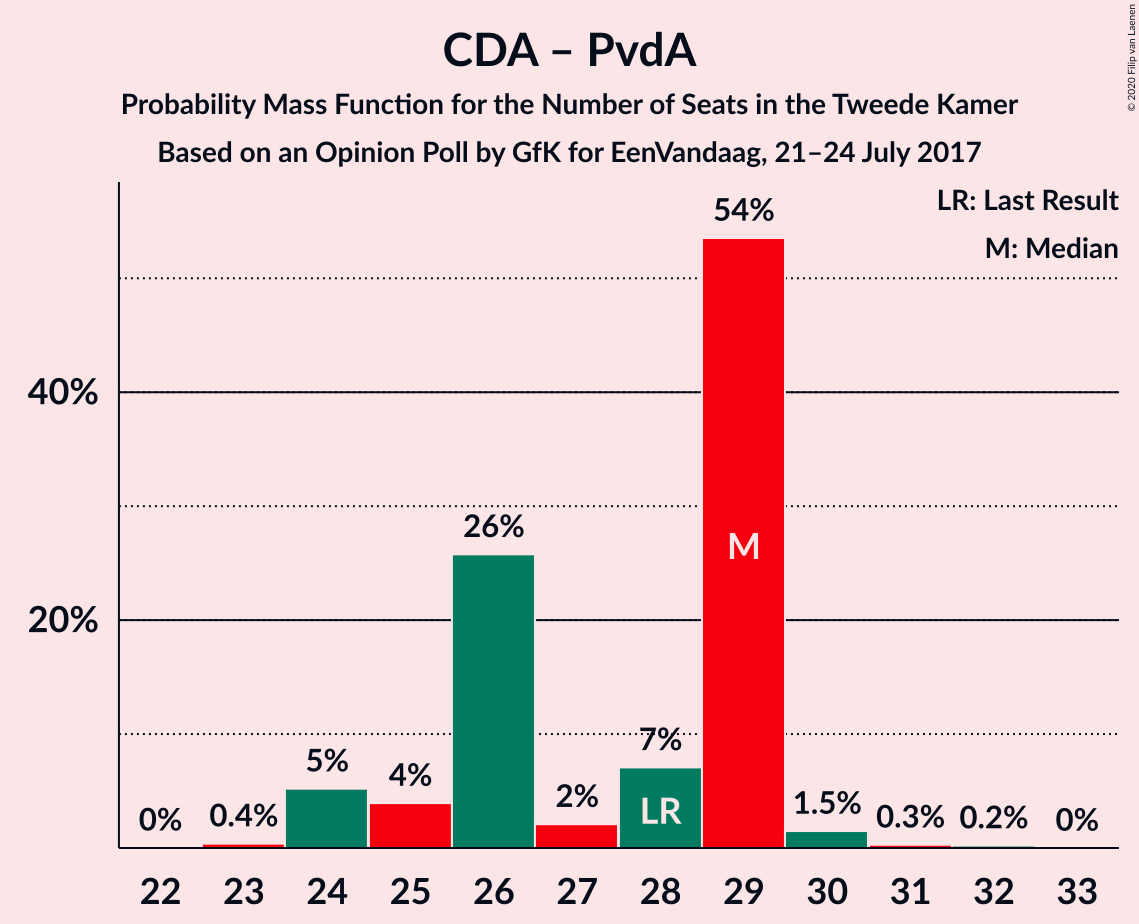 CDA – PvdA
Probability Mass Function for the Number of Seats in the Tweede Kamer
Based on an Opinion Poll by GfK for EenVandaag, 21–24 July 2017
© 2020 Filip van Laenen
LR: Last Result
M: Median
54%
40%
26%
M
20%
7%
5%
4%
2%
1.5%
0%
0.4%
LR
0.3%
0.2%
0%
22 23 24 25 26 27 28 29 30 31 32 33